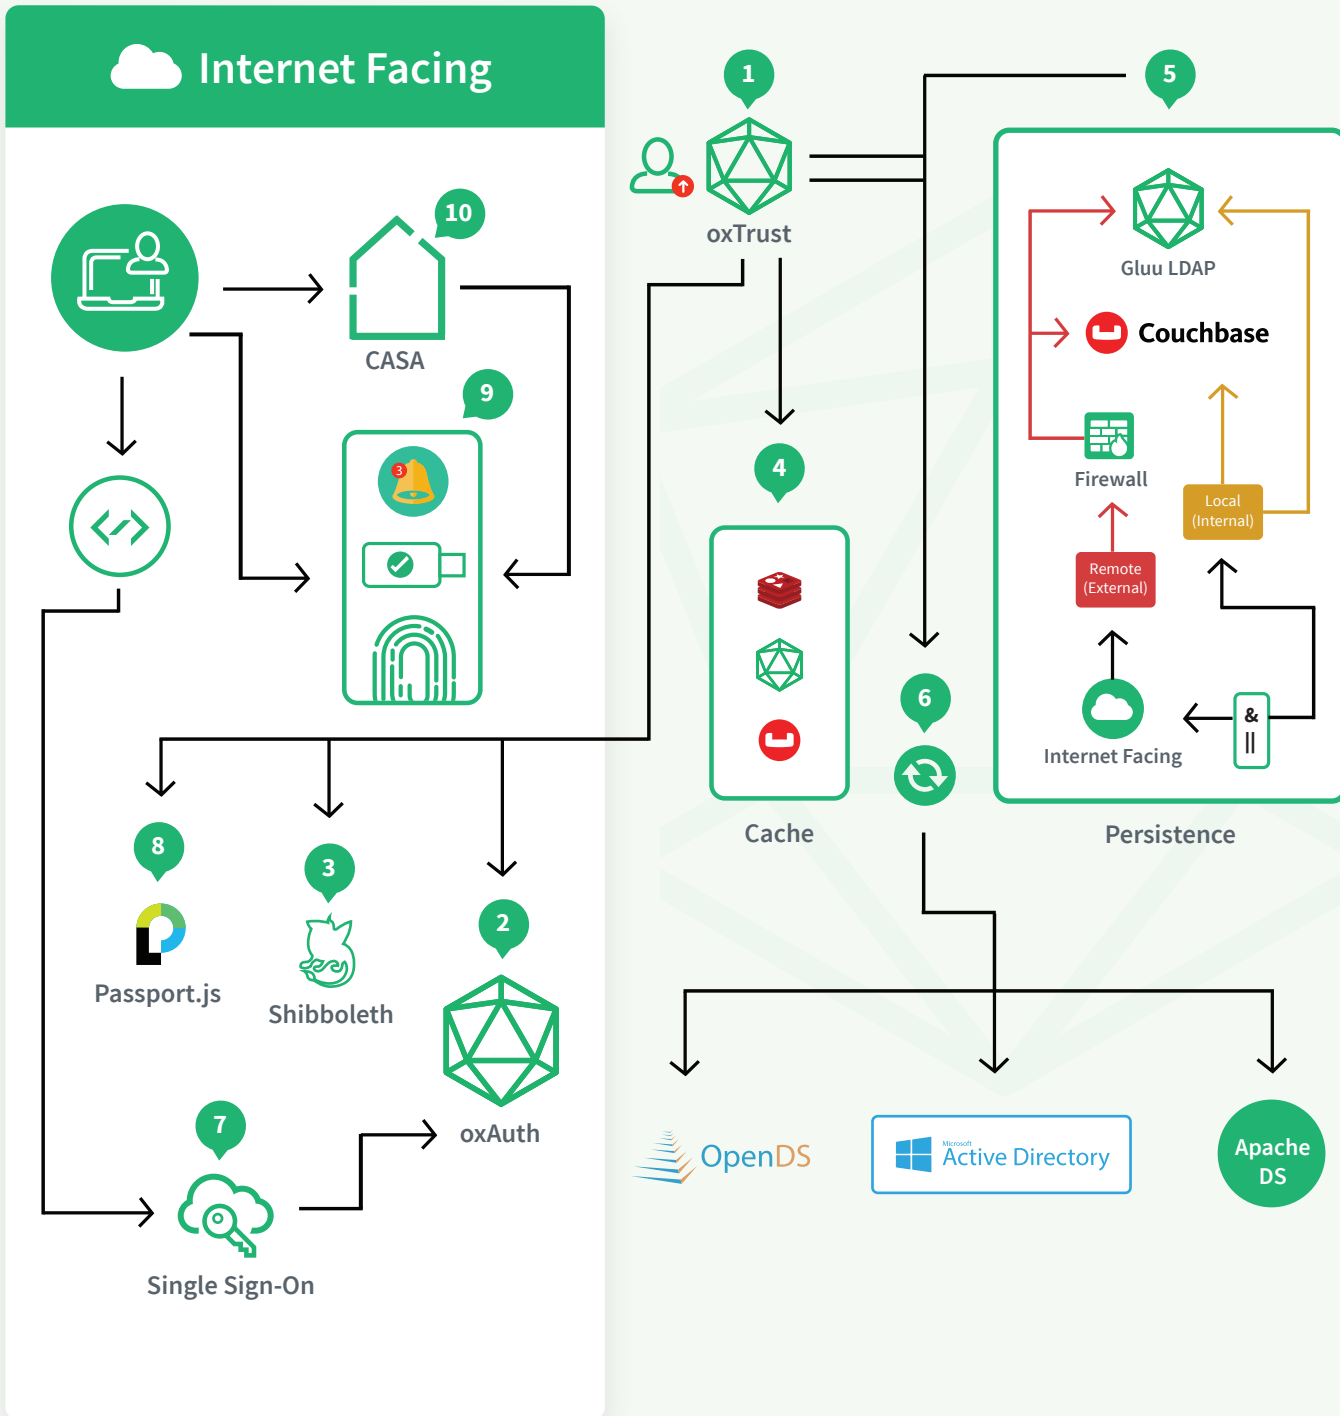 Internet Facing
1
5
oxTrust
10
CASA
9
3
Gluu LDAP
Couchbase
Firewall
Local
(Internal)
Remote
(External)
4
6
&
||
Internet Facing
Cache
Persistence
8
3
2
Passport.js
Shibboleth
oxAuth
7
Single Sign-On
OpenDS
Microsoft
Active Directory
Apache
DS